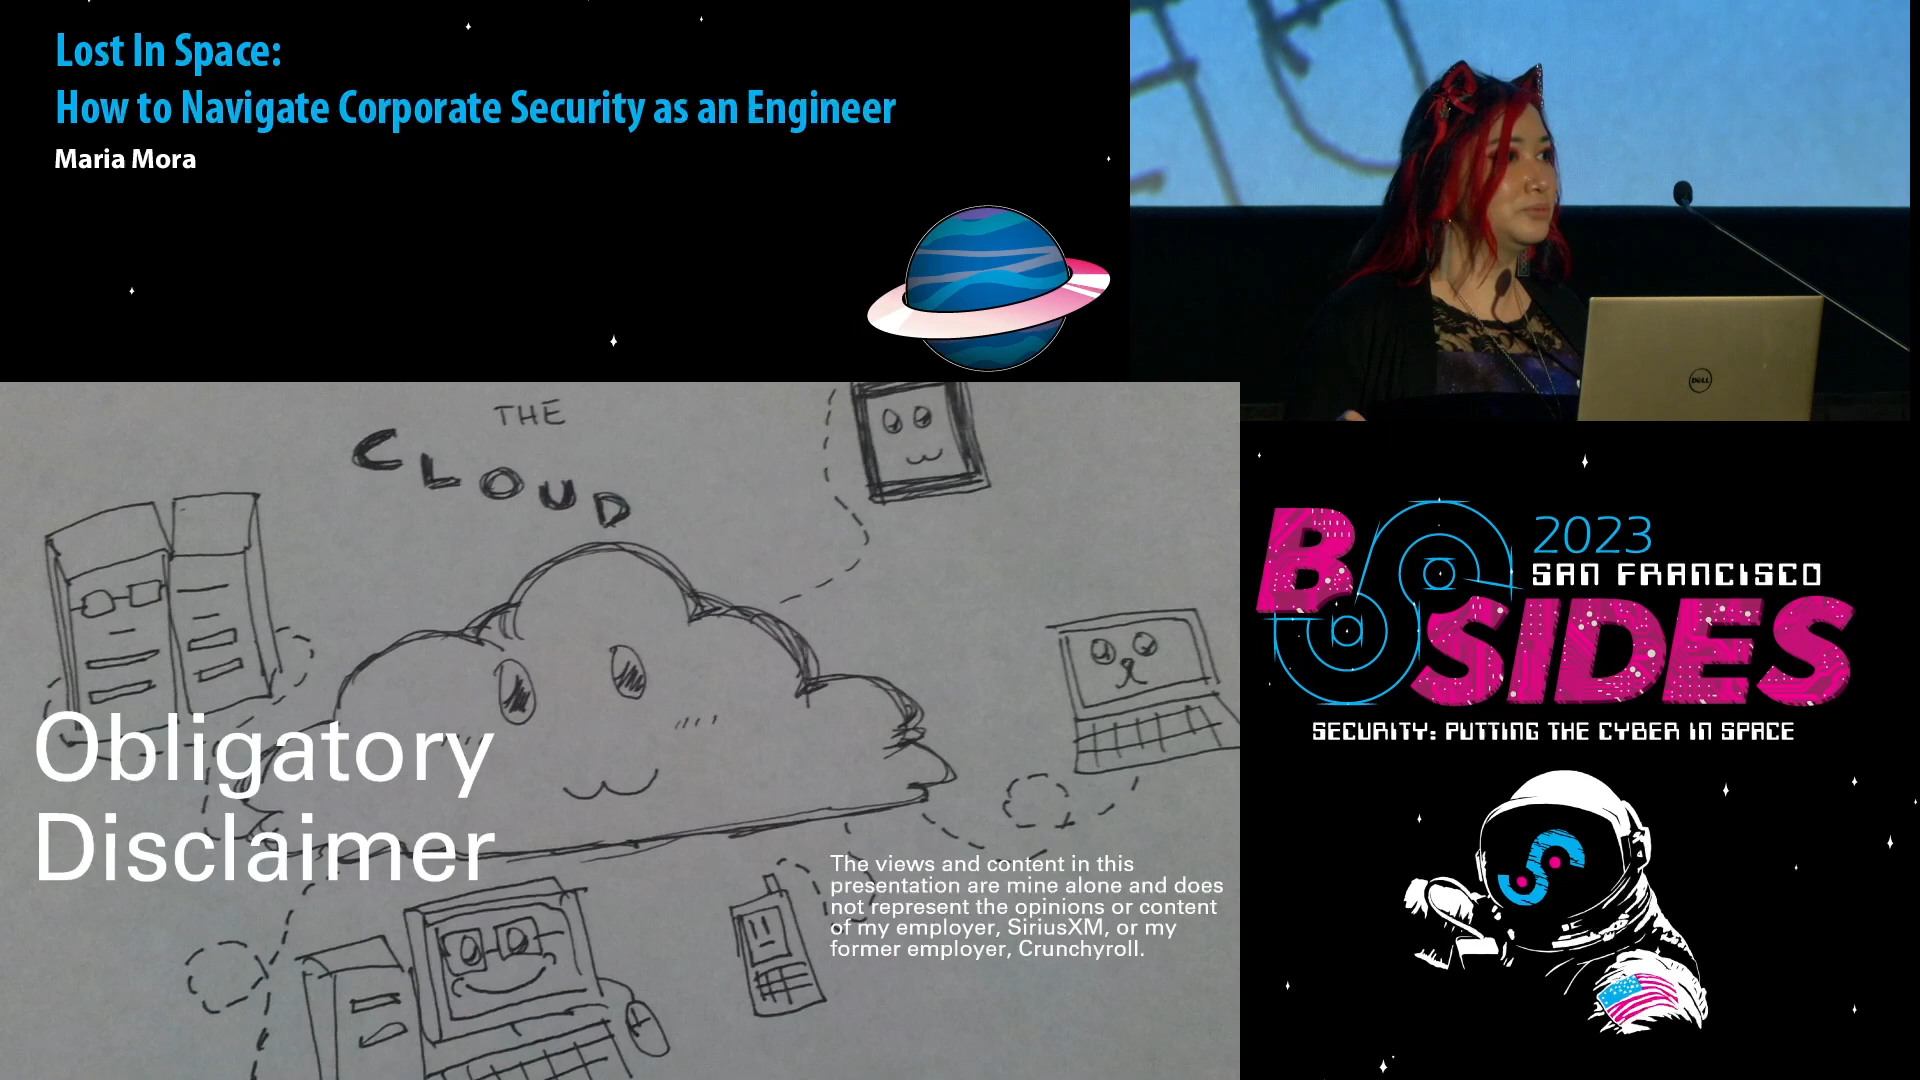 Lost In Space:
How to Navigate Corporate Security as an Engineer
Maria Mora
THE
CLOUD
Obligatory
Disclaimer
The views and content in this
presentation are mine alone and does
not represent the opinions or content
of my employer, SiriusXM, or my
former employer, Crunchyroll.
DELL
2023
SAN FRANCISCO
BSIDES
SECURITY: PUTTING THE CYBER IN SPACE